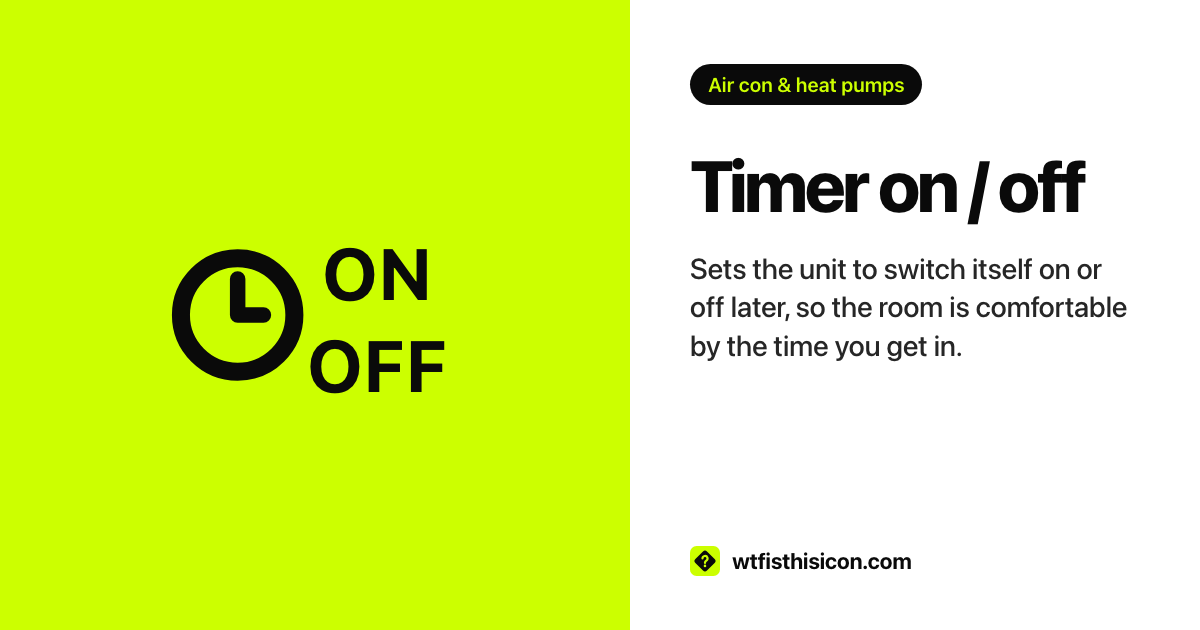 ON
OFF
Air con & heat pumps
Timer on / off
Sets the unit to switch itself on or
off later, so the room is comfortable
by the time you get in.
?
wtfisthisicon.com